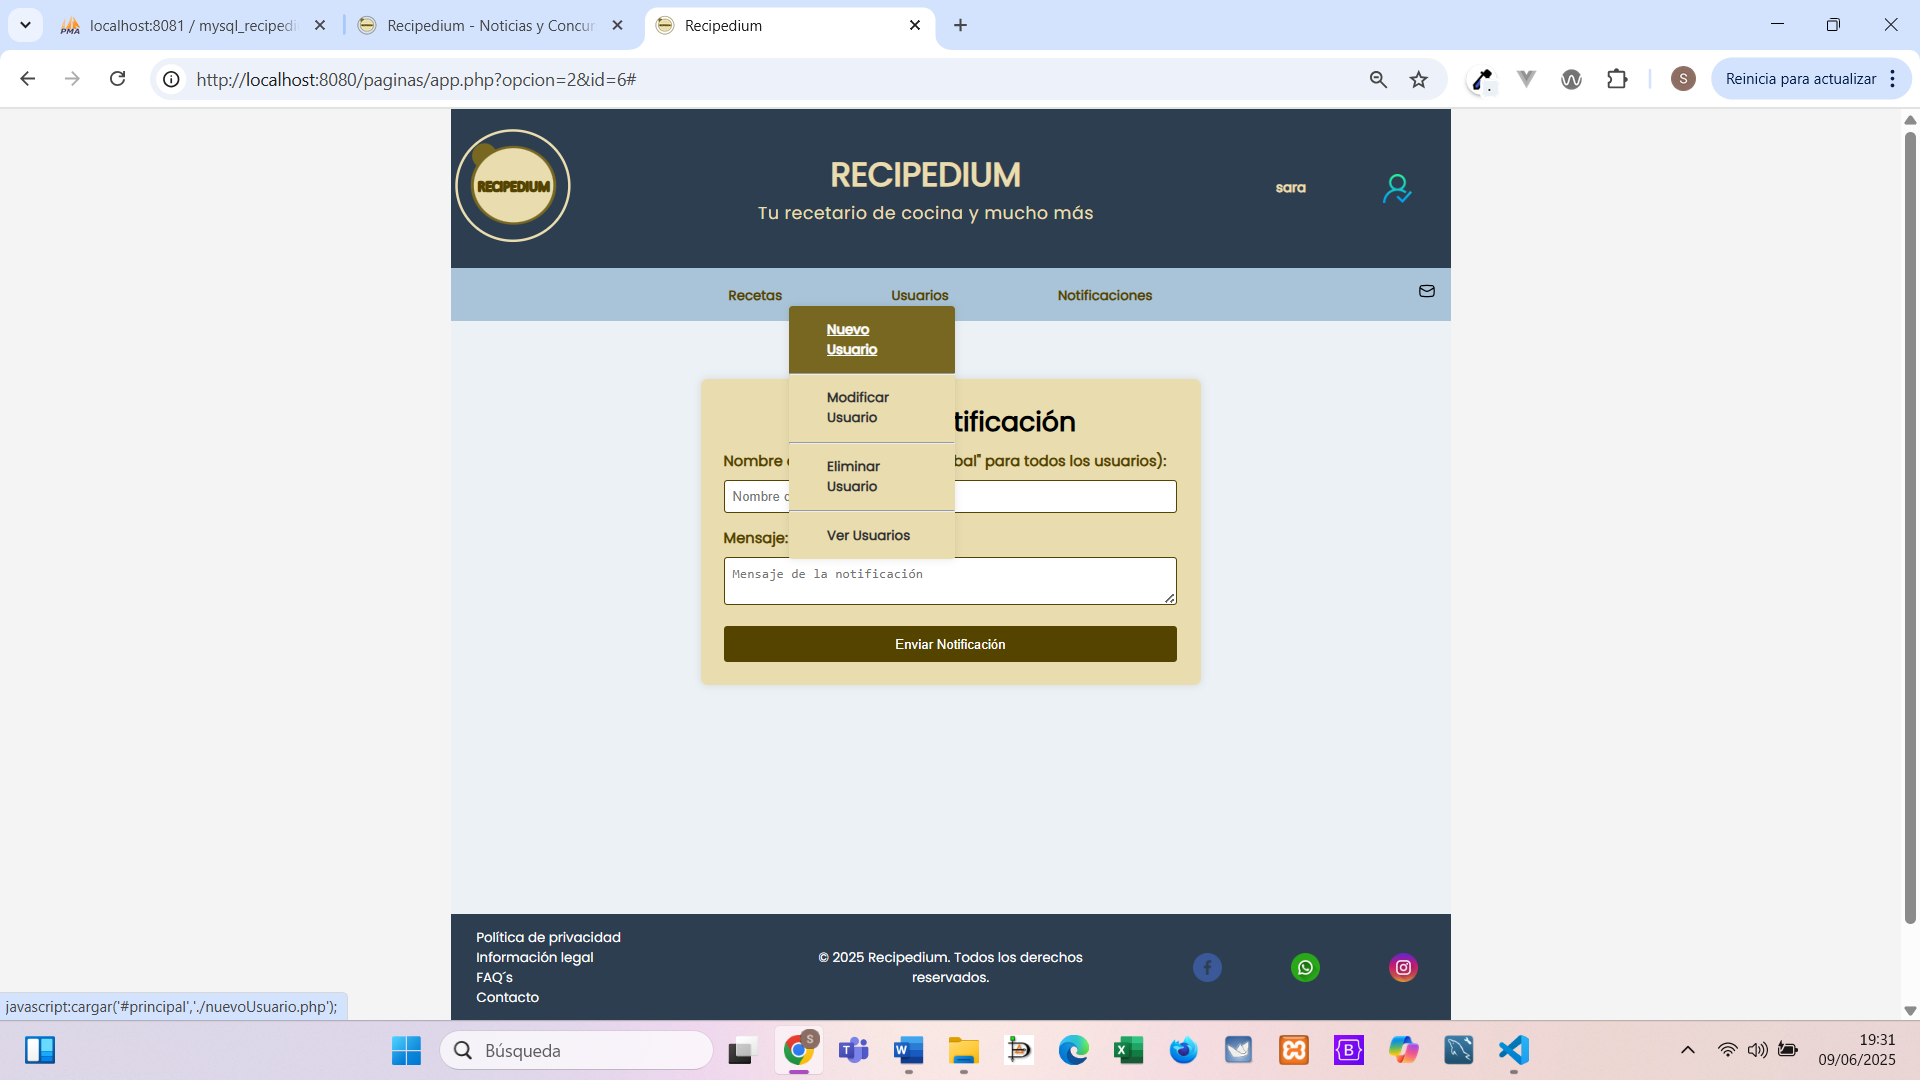 localhost:8081 / mysql_recipedi
Recipedium - Noticias y Concur
Recipedium
http://localhost:8080/paginas/app.php?opcion=2&id=6#
S
Reinicia para actualizar
RECIPEDIUM
RECIPEDIUM
Tu recetario de cocina y mucho más
sara
Recetas
Usuarios
Notificaciones
Nuevo
Usuario
Modificar
Usuario
Eliminar
Usuario
Ver Usuarios
tificación
Nombre
bal" para todos los usuarios):
Nombre
Mensaje:
Mensaje de la notificación
Enviar Notificación
Política de privacidad
Información legal
FAQ´s
Contacto
© 2025 Recipedium. Todos los derechos
reservados.
javascript:cargar('#principal','./nuevoUsuario.php');
Búsqueda
19:31
09/06/2025